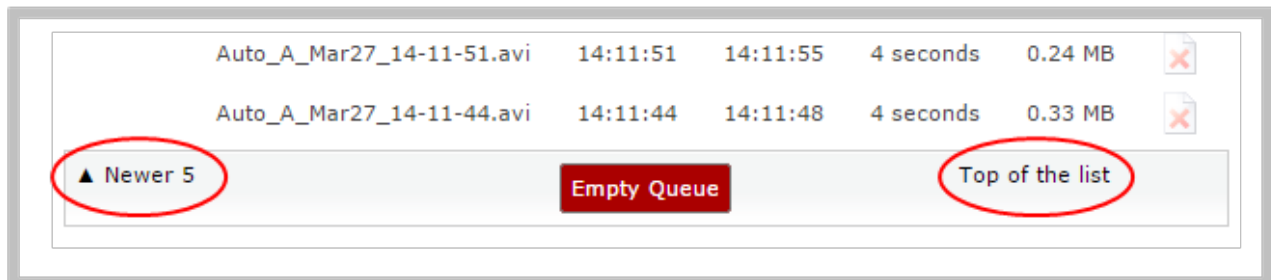 Auto_A_Mar27_14-11-51.avi 14:11:51 14:11:55 4 seconds 0.24 MB
Auto_A_Mar27_14-11-44.avi 14:11:44 14:11:48 4 seconds 0.33 MB
▲ Newer 5 Empty Queue Top of the list